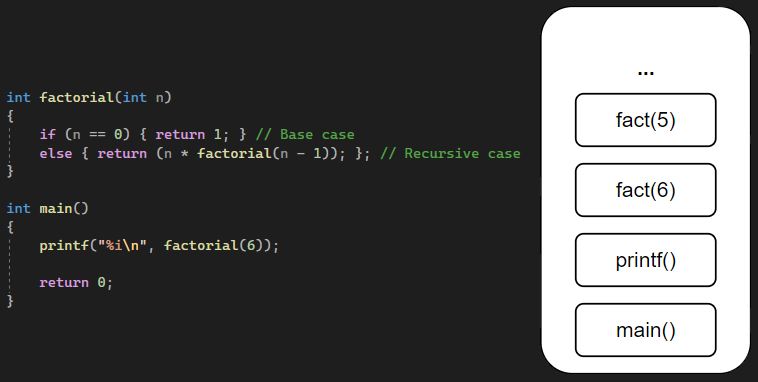 int factorial(int n)
{
    if (n == 0) { return 1; } // Base case
    else { return (n * factorial(n - 1)); }; // Recursive case
}
int main()
{
    printf("%i\n", factorial(6));
    return 0;
}
...
fact(5)
fact(6)
printf()
main()